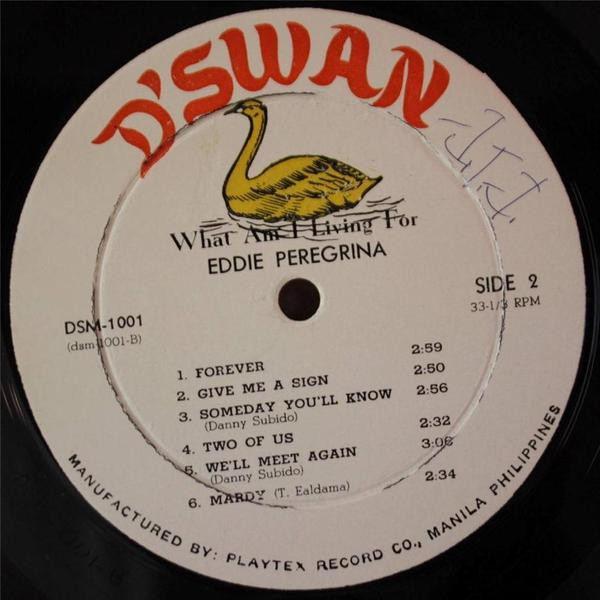 D'SWAN
What Am I Living For
EDDIE PEREGRINA
SIDE 2
33-1/3 RPM
DSM-1001
(dsm-1001-B)
1. FOREVER 2:59
2. GIVE ME A SIGN 2:50
3. SOMEDAY YOU'LL KNOW 2:56
(Danny Subido)
4. TWO OF US 2:32
5. WE'LL MEET AGAIN 3:06
(Danny Subido)
6. MARDY (T. Ealdama) 2:34
MANUFACTURED BY: PLAYTEX RECORD CO., MANILA PHILIPPINES